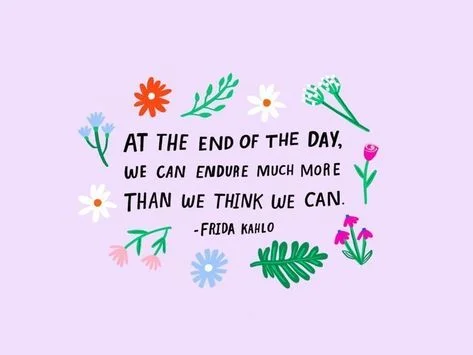 AT THE END OF THE DAY,
WE CAN ENDURE MUCH MORE
THAN WE THINK WE CAN.
-FRIDA KAHLO